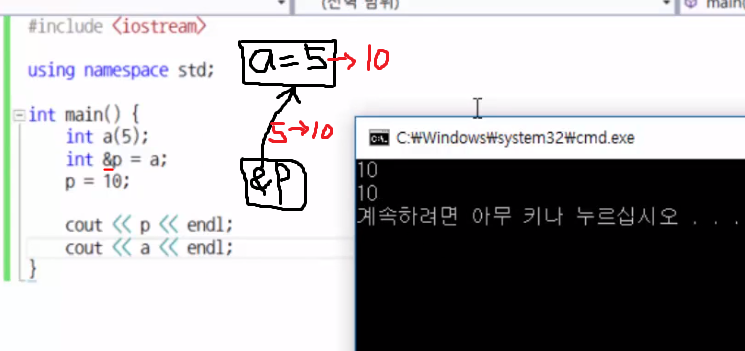 (전역 범위)
main(
#include <iostream>
using namespace std;
int main() {
int a(5);
int &p = a;
p = 10;
cout << p << endl;
cout << a << endl;
}
a=5→10
5→10
&P
C:\. C:₩Windows₩system32₩cmd.exe
10
10
계속하려면 아무 키나 누르십시오 . . .